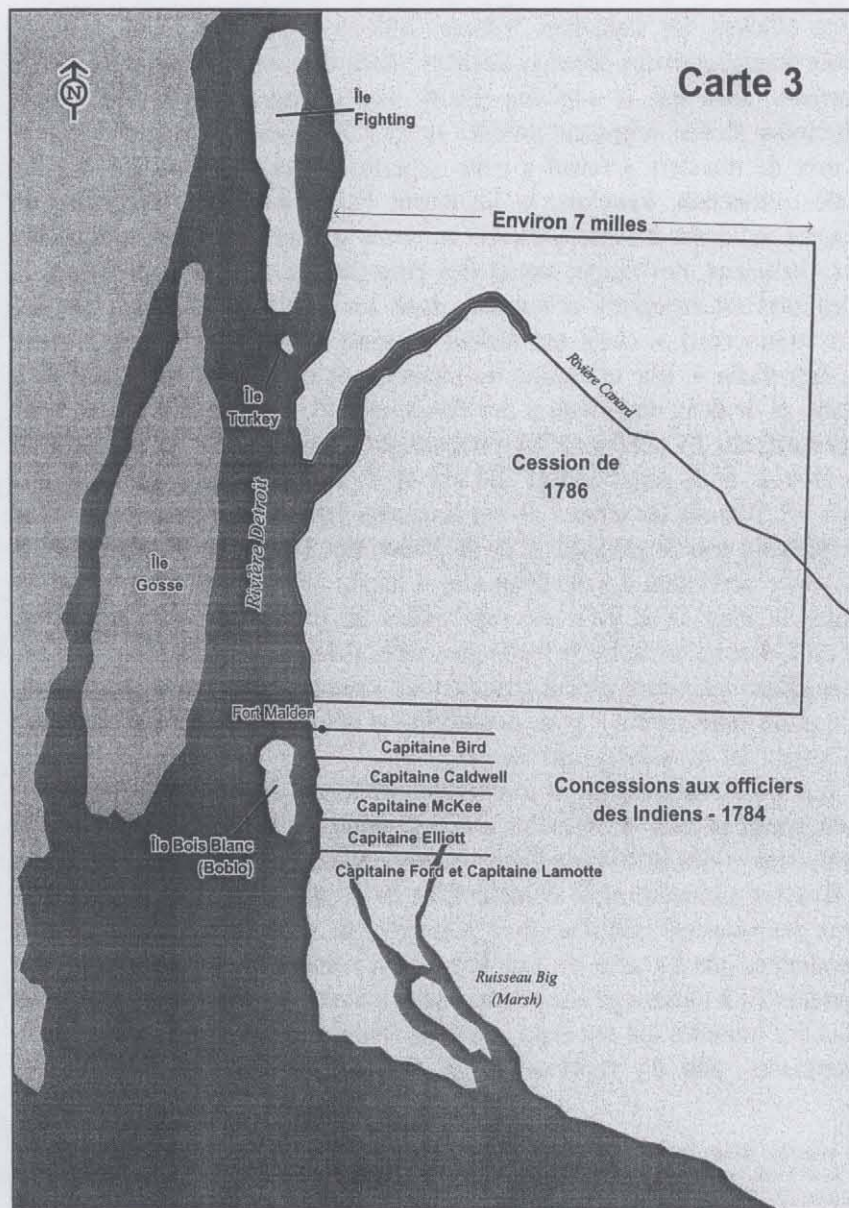 Carte 3
N
Île
Fighting
Environ 7 milles
Rivière Canard
Île
Turkey
Cession de
1786
Rivière Detroit
Île
Gosse
Fort Malden
Capitaine Bird
Capitaine Caldwell
Concessions aux officiers
des Indiens - 1784
Capitaine McKee
Capitaine Elliott
Île Bois Blanc
(Boblo)
Capitaine Ford et Capitaine Lamotte
Ruisseau Big
(Marsh)